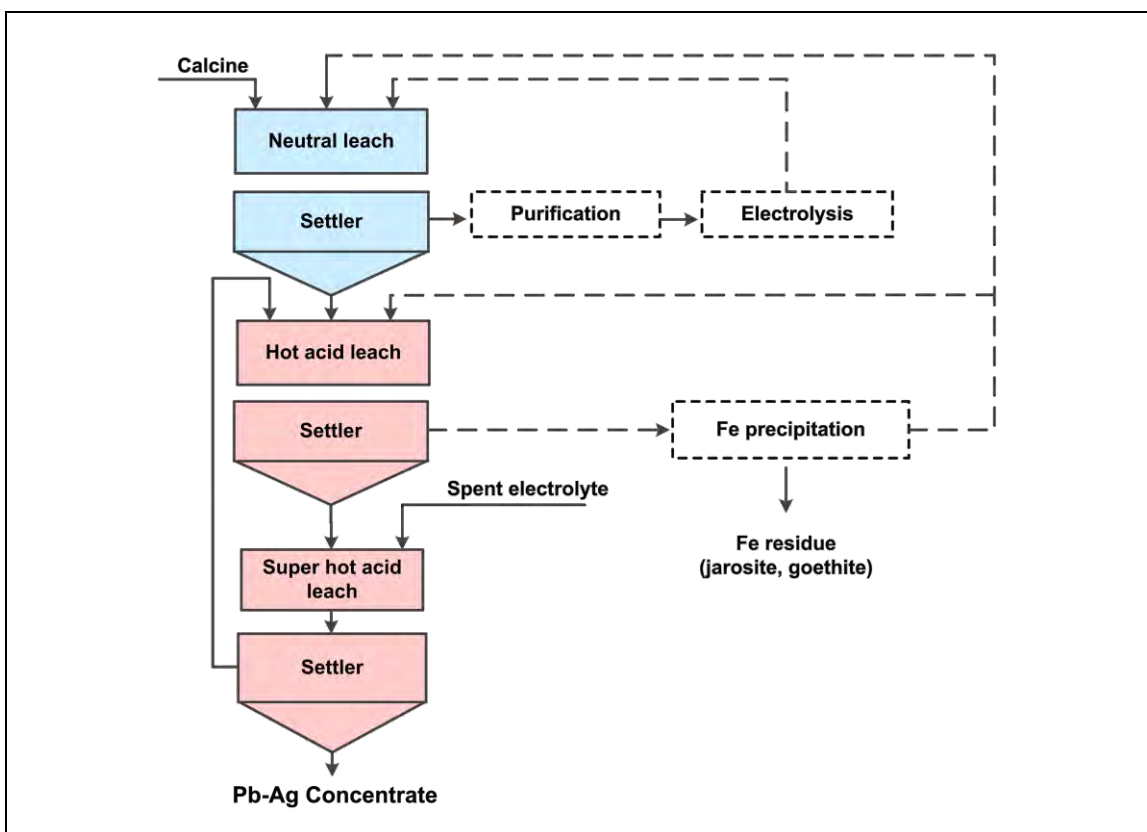 Calcine
Neutral leach
Settler
Purification
Electrolysis
Hot acid leach
Settler
Fe precipitation
Spent electrolyte
Fe residue
(jarosite, goethite)
Super hot acid
leach
Settler
Pb-Ag Concentrate